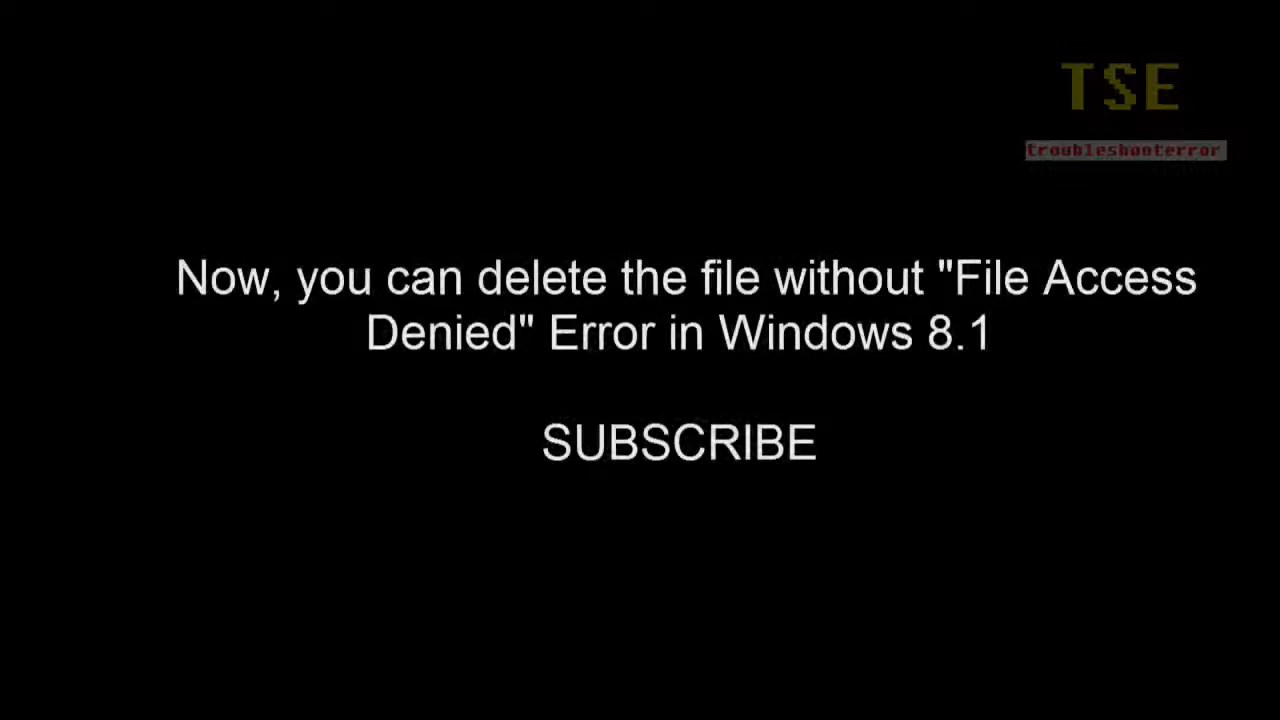 TSE
troubleshooterror
Now, you can delete the file without "File Access
Denied" Error in Windows 8.1
SUBSCRIBE